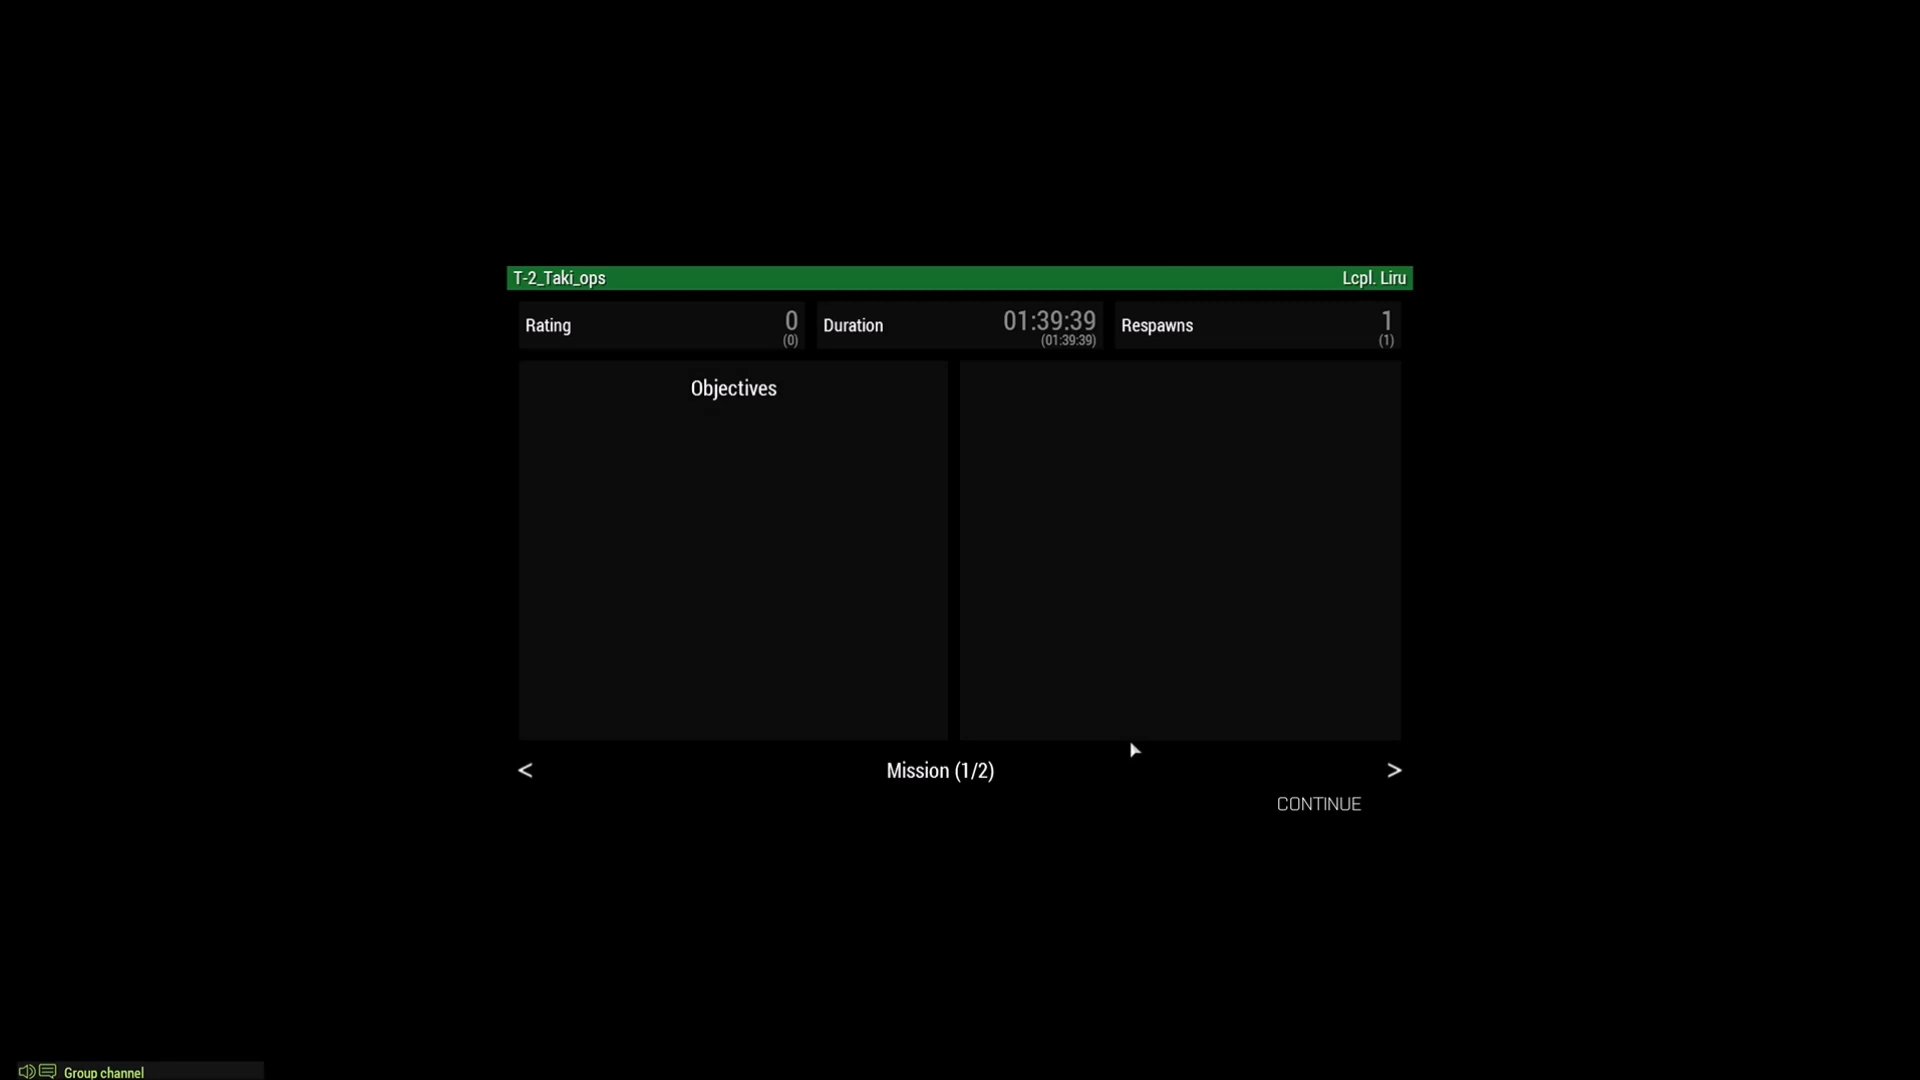 T-2_Taki_ops Lcpl. Liru
Rating 0 (0) Duration 01:39:39 (01:39:39) Respawns 1 (1)
Objectives
< Mission (1/2) >
CONTINUE
Group channel